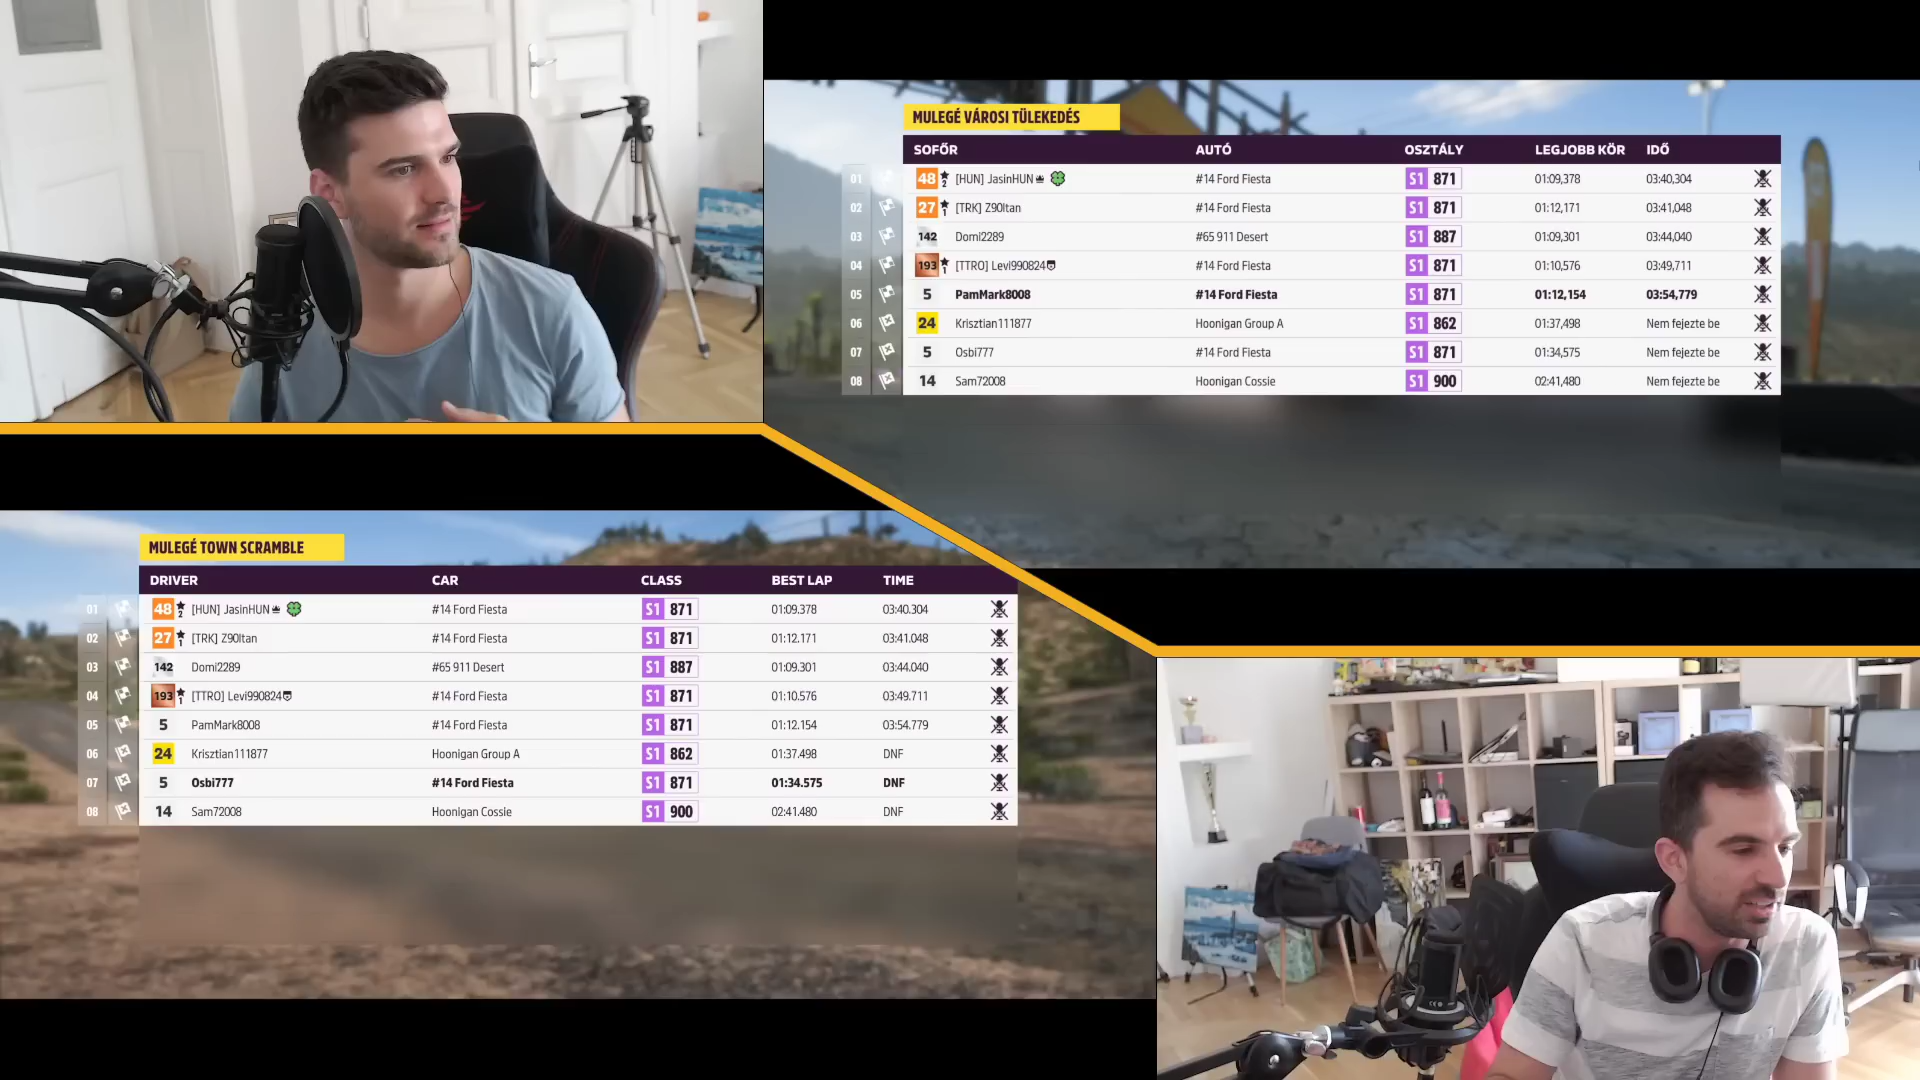 MULEGÉ VÁROSI TÜLEKEDÉS
SOFŐR AUTÓ OSZTÁLY LEGJOBB KÖR IDŐ
01 48 2 [HUN] JasinHUN #14 Ford Fiesta S1 871 01:09,378 03:40,304
02 27 1 [TRK] Z90ltan #14 Ford Fiesta S1 871 01:12,171 03:41,048
03 142 Domi2289 #65 911 Desert S1 887 01:09,301 03:44,040
04 193 1 [TTRO] Levi990824 #14 Ford Fiesta S1 871 01:10,576 03:49,711
05 5 PamMark8008 #14 Ford Fiesta S1 871 01:12,154 03:54,779
06 24 Krisztian111877 Hoonigan Group A S1 862 01:37,498 Nem fejezte be
07 5 Osbi777 #14 Ford Fiesta S1 871 01:34,575 Nem fejezte be
08 14 Sam72008 Hoonigan Cossie S1 900 02:41,480 Nem fejezte be
MULEGÉ TOWN SCRAMBLE
DRIVER CAR CLASS BEST LAP TIME
01 48 2 [HUN] JasinHUN #14 Ford Fiesta S1 871 01:09.378 03:40.304
02 27 1 [TRK] Z90ltan #14 Ford Fiesta S1 871 01:12.171 03:41.048
03 142 Domi2289 #65 911 Desert S1 887 01:09.301 03:44.040
04 193 1 [TTRO] Levi990824 #14 Ford Fiesta S1 871 01:10.576 03:49.711
05 5 PamMark8008 #14 Ford Fiesta S1 871 01:12.154 03:54.779
06 24 Krisztian111877 Hoonigan Group A S1 862 01:37.498 DNF
07 5 Osbi777 #14 Ford Fiesta S1 871 01:34.575 DNF
08 14 Sam72008 Hoonigan Cossie S1 900 02:41.480 DNF